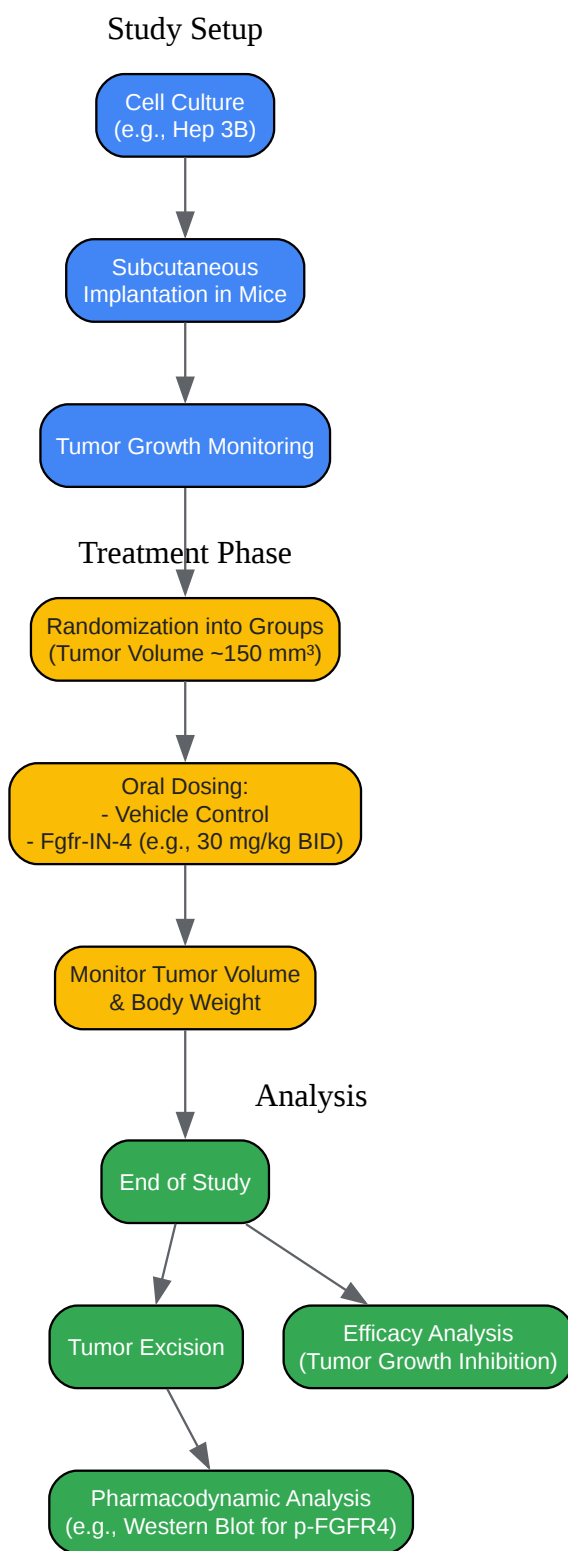 Study Setup
Cell Culture
(e.g., Hep 3B)
Subcutaneous
Implantation in Mice
Tumor Growth Monitoring
Treatment Phase
Randomization into Groups
(Tumor Volume ~150 mm³)
Oral Dosing:
- Vehicle Control
- Fgfr-IN-4 (e.g., 30 mg/kg BID)
Monitor Tumor Volume
& Body Weight
Analysis
End of Study
Tumor Excision
Efficacy Analysis
(Tumor Growth Inhibition)
Pharmacodynamic Analysis
(e.g., Western Blot for p-FGFR4)